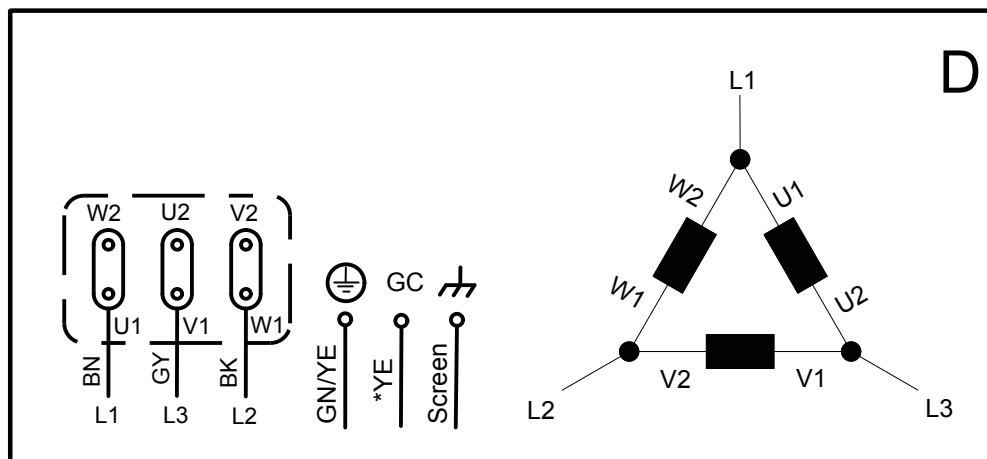 D
L1
W2
U1
W1
U2
V2
V1
L2
L3
W2 U2 V2
U1 V1 W1
BN GY BK
L1 L3 L2
GC
GN/YE *YE Screen